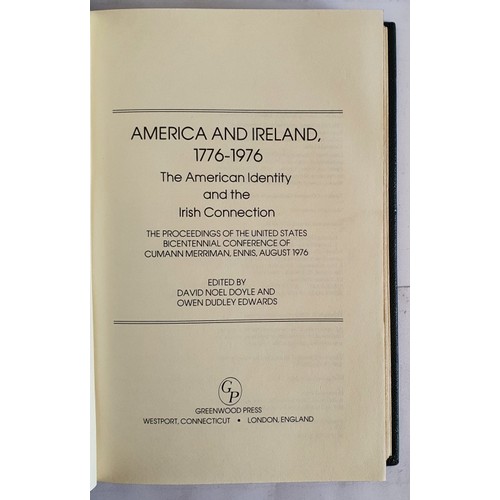 AMERICA AND IRELAND,
1776-1976
The American Identity
and the
Irish Connection
THE PROCEEDINGS OF THE UNITED STATES
BICENTENNIAL CONFERENCE OF
CUMANN MERRIMAN, ENNIS, AUGUST 1976
EDITED BY
DAVID NOEL DOYLE AND
OWEN DUDLEY EDWARDS
GP
GREENWOOD PRESS
WESTPORT, CONNECTICUT • LONDON, ENGLAND